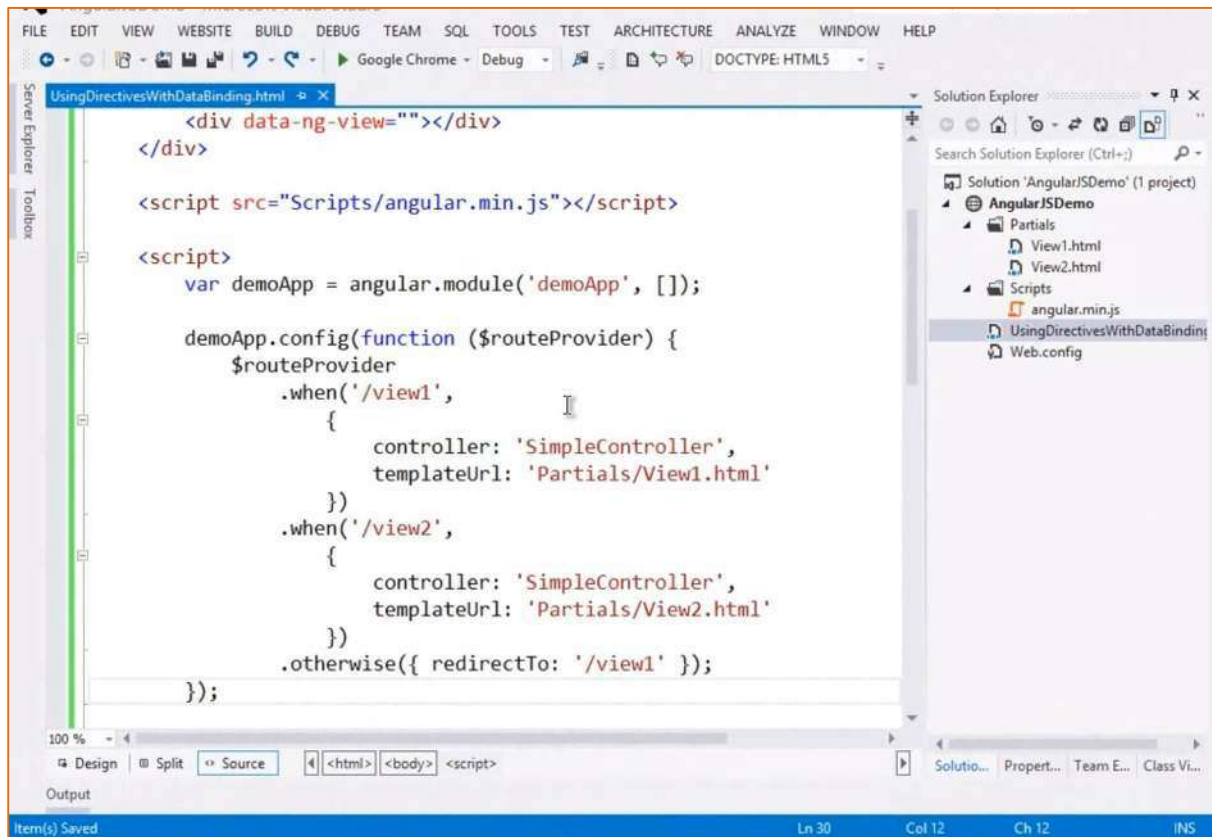 FILE EDIT VIEW WEBSITE BUILD DEBUG TEAM SQL TOOLS TEST ARCHITECTURE ANALYZE WINDOW HELP
Google Chrome Debug DOCTYPE: HTML5
Server Explorer
Toolbox
UsingDirectivesWithDataBinding.html
<div data-ng-view=""></div>
</div>
<script src="Scripts/angular.min.js"></script>
<script>
var demoApp = angular.module('demoApp', []);
demoApp.config(function ($routeProvider) {
$routeProvider
.when('/view1',
{
controller: 'SimpleController',
templateUrl: 'Partials/View1.html'
})
.when('/view2',
{
controller: 'SimpleController',
templateUrl: 'Partials/View2.html'
})
.otherwise({ redirectTo: '/view1' });
});
100 %
Design Split Source <html> <body> <script>
Output
Item(s) Saved Ln 30 Col 12 Ch 12 INS
Solution Explorer
Search Solution Explorer (Ctrl+;)
Solution 'AngularJSDemo' (1 project)
AngularJSDemo
Partials
View1.html
View2.html
Scripts
angular.min.js
UsingDirectivesWithDataBinding
Web.config
Solutio... Propert... Team E... Class Vi...